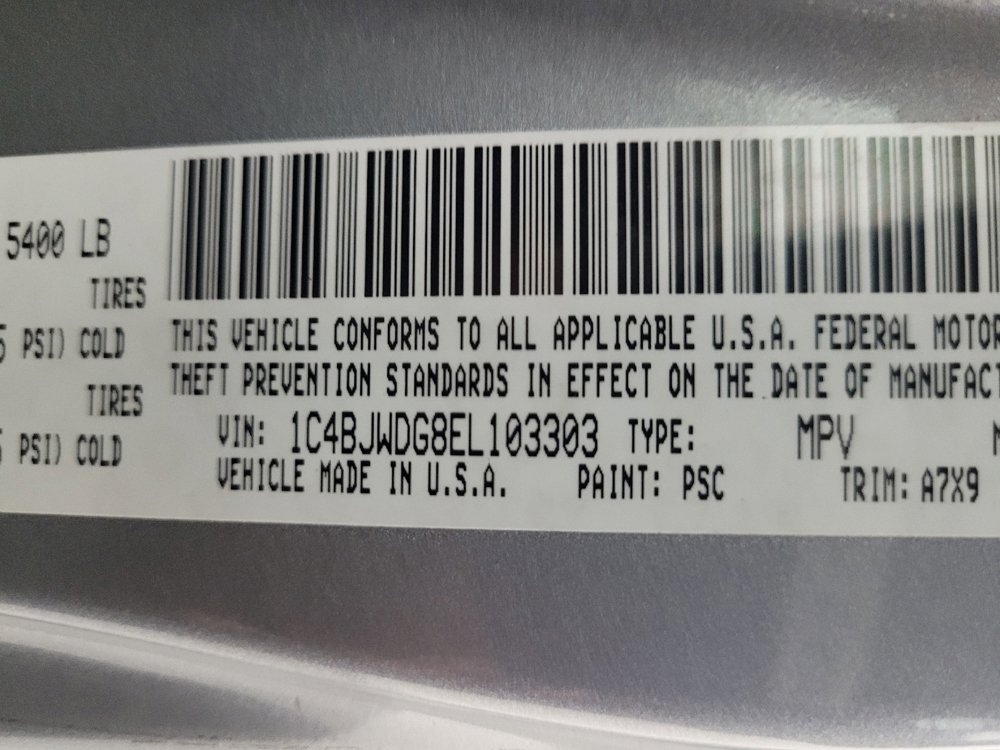 5400 LB
TIRES
PSI) COLD
TIRES
PSI) COLD
THIS VEHICLE CONFORMS TO ALL APPLICABLE U.S.A. FEDERAL MOTOR
THEFT PREVENTION STANDARDS IN EFFECT ON THE DATE OF MANUFACT
VIN: 1C4BJWDG8EL103303 TYPE: MPV
VEHICLE MADE IN U.S.A. PAINT: PSC TRIM: A7X9